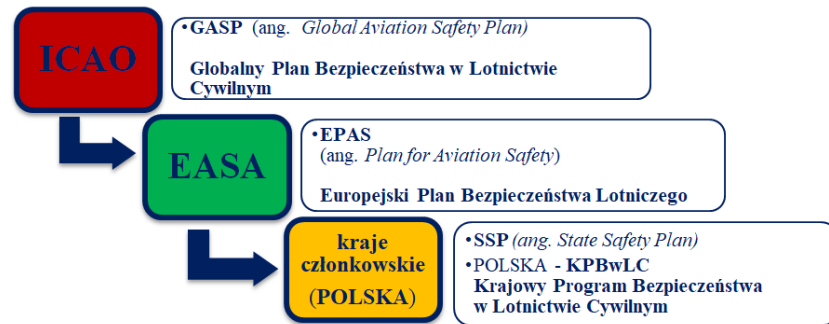 ICAO
•GASP (ang. Global Aviation Safety Plan)
Globalny Plan Bezpieczeństwa w Lotnictwie
Cywilnym
EASA
•EPAS
(ang. Plan for Aviation Safety)
Europejski Plan Bezpieczeństwa Lotniczego
kraje
członkowskie
(POLSKA)
•SSP (ang. State Safety Plan)
•POLSKA - KPBwLC
Krajowy Program Bezpieczeństwa
w Lotnictwie Cywilnym